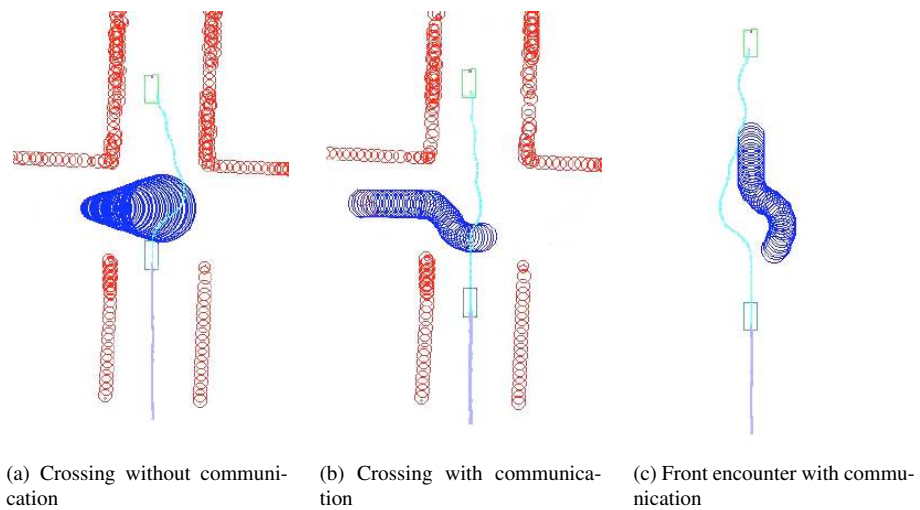 (a) Crossing without communi-
cation
(b) Crossing with communica-
tion
(c) Front encounter with commu-
nication